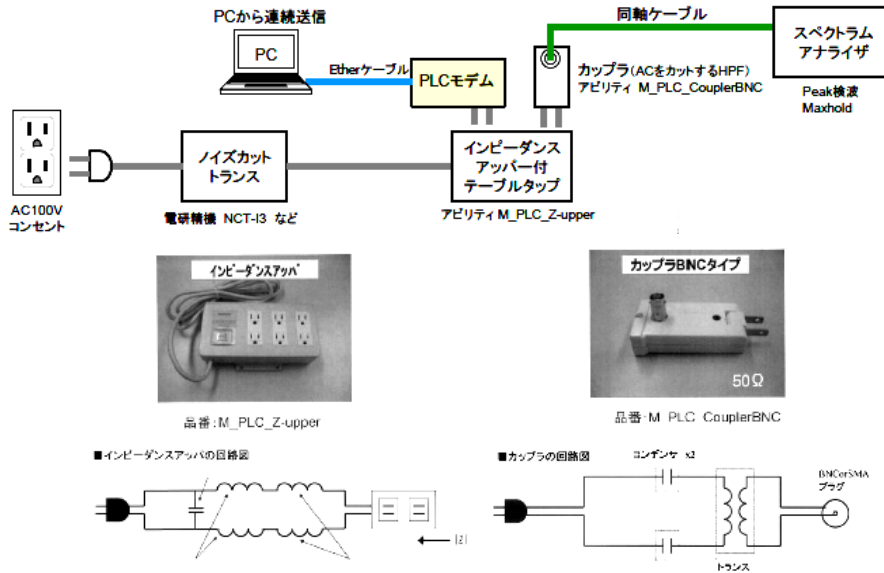 PCから連続送信
PC
Etherケーブル
PLCモデム
同軸ケーブル
スペクトラム
アナライザ
カップラ(ACをカットするHPF)
アビリティ M_PLC_CouplerBNC
Peak検波
Maxhold
ノイズカット
トランス
インピーダンス
アッパー付
テーブルタップ
AC100V
コンセント
電研精機 NCT-I3 など
アビリティ M_PLC_Z-upper
インピーダンスアッパ
カップラBNCタイプ
50Ω
品番:M_PLC_Z-upper
品番:M_PLC_CouplerBNC
■インピーダンスアッパの回路図
■カップラの回路図
コンデンサ x2
BNCorSMA
プラグ
|Z|
トランス